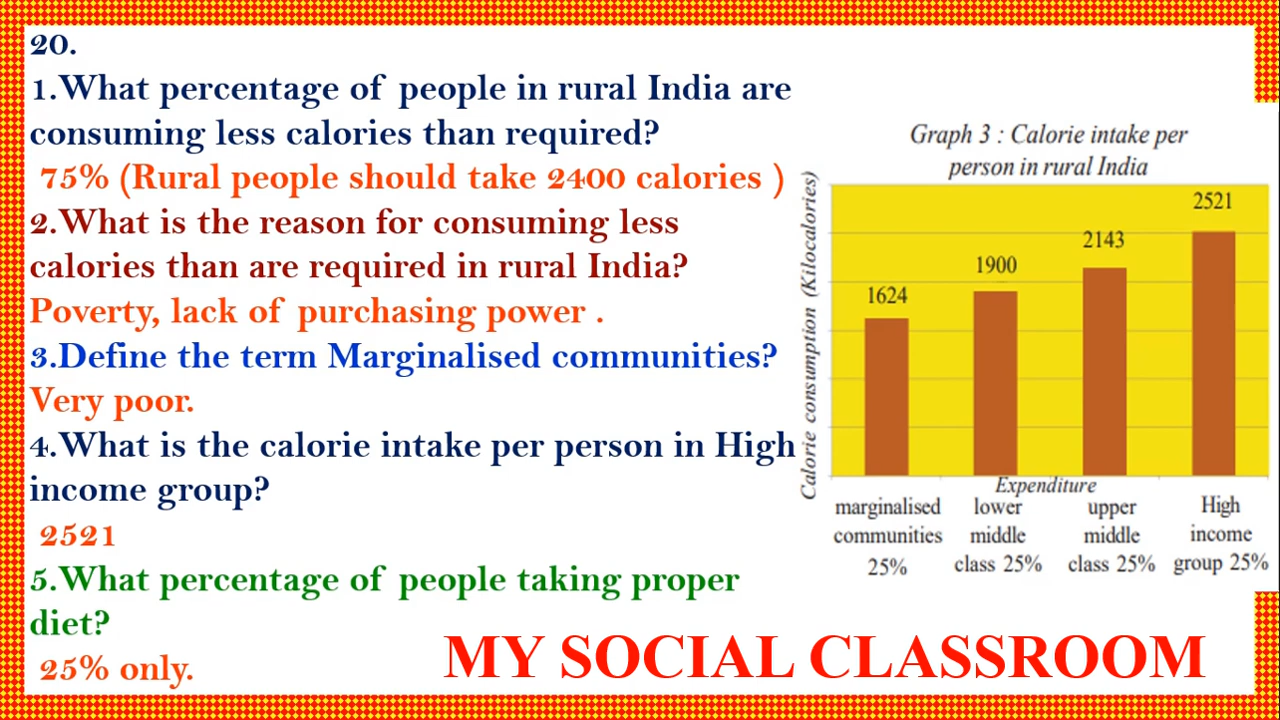 20.
1.What percentage of people in rural India are
consuming less calories than required?
75% (Rural people should take 2400 calories )
2.What is the reason for consuming less
calories than are required in rural India?
Poverty, lack of purchasing power .
3.Define the term Marginalised communities?
Very poor.
4.What is the calorie intake per person in High
income group?
2521
5.What percentage of people taking proper
diet?
25% only.
Graph 3 : Calorie intake per
person in rural India
Calorie consumption (Kilocalories)
1624
1900
2143
2521
Expenditure
marginalised
communities
25%
lower
middle
class 25%
upper
middle
class 25%
High
income
group 25%
MY SOCIAL CLASSROOM